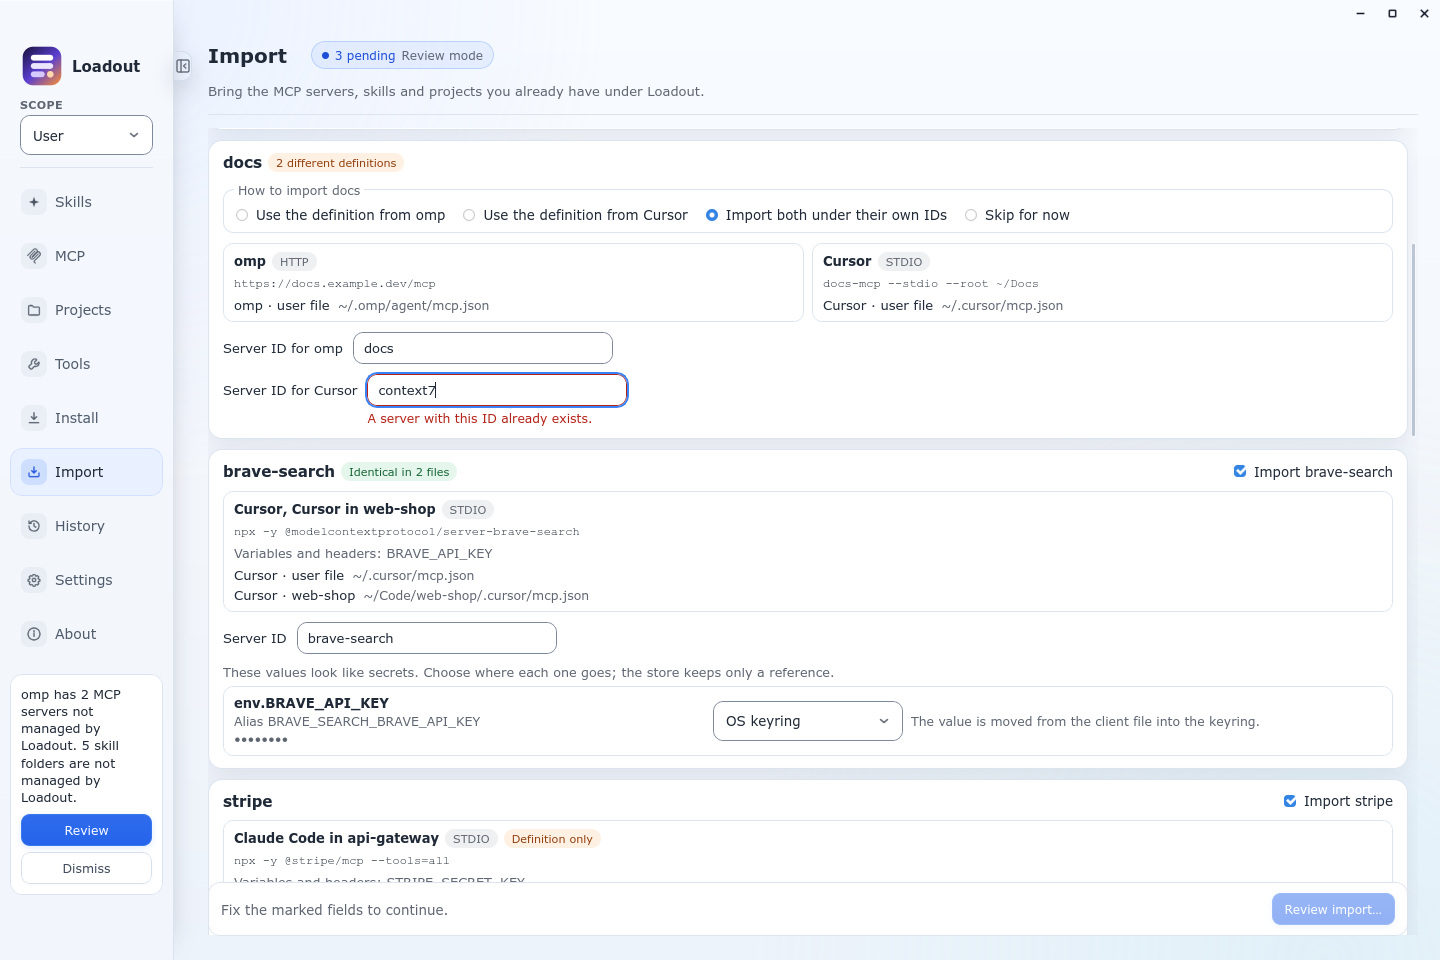 Loadout
SCOPE
User
Skills
MCP
Projects
Tools
Install
Import
History
Settings
About
omp has 2 MCP
servers not
managed by
Loadout. 5 skill
folders are not
managed by
Loadout.
Review
Dismiss
Import
3 pending Review mode
Bring the MCP servers, skills and projects you already have under Loadout.
docs 2 different definitions
How to import docs
Use the definition from omp Use the definition from Cursor Import both under their own IDs Skip for now
omp HTTP
https://docs.example.dev/mcp
omp · user file ~/.omp/agent/mcp.json
Cursor STDIO
docs-mcp --stdio --root ~/Docs
Cursor · user file ~/.cursor/mcp.json
Server ID for omp docs
Server ID for Cursor context7
A server with this ID already exists.
brave-search Identical in 2 files Import brave-search
Cursor, Cursor in web-shop STDIO
npx -y @modelcontextprotocol/server-brave-search
Variables and headers: BRAVE_API_KEY
Cursor · user file ~/.cursor/mcp.json
Cursor · web-shop ~/Code/web-shop/.cursor/mcp.json
Server ID brave-search
These values look like secrets. Choose where each one goes; the store keeps only a reference.
env.BRAVE_API_KEY
Alias BRAVE_SEARCH_BRAVE_API_KEY
••••••••
OS keyring The value is moved from the client file into the keyring.
stripe Import stripe
Claude Code in api-gateway STDIO Definition only
npx -y @stripe/mcp --tools=all
Variables and headers: STRIPE_SECRET_KEY
Fix the marked fields to continue. Review import…